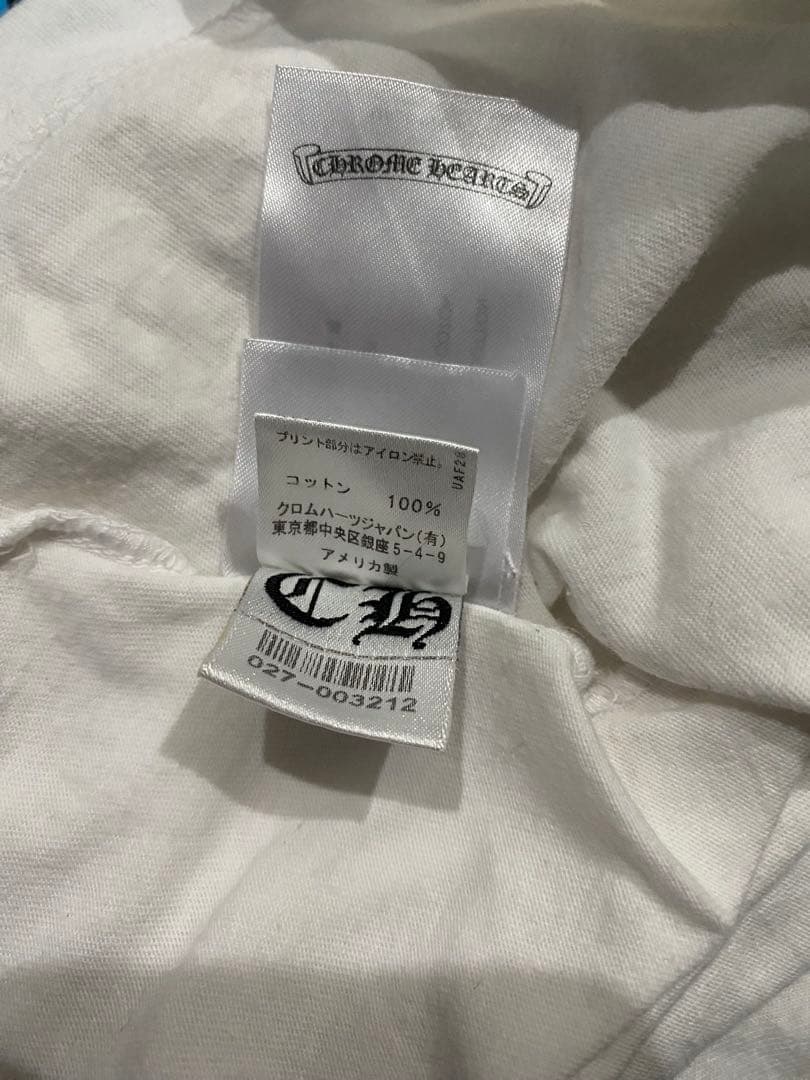 CHROME HEARTS
プリント部分はアイロン禁止。
コットン 100%
クロムハーツジャパン(有)
東京都中央区銀座5-4-9
アメリカ製
CH
027-003212